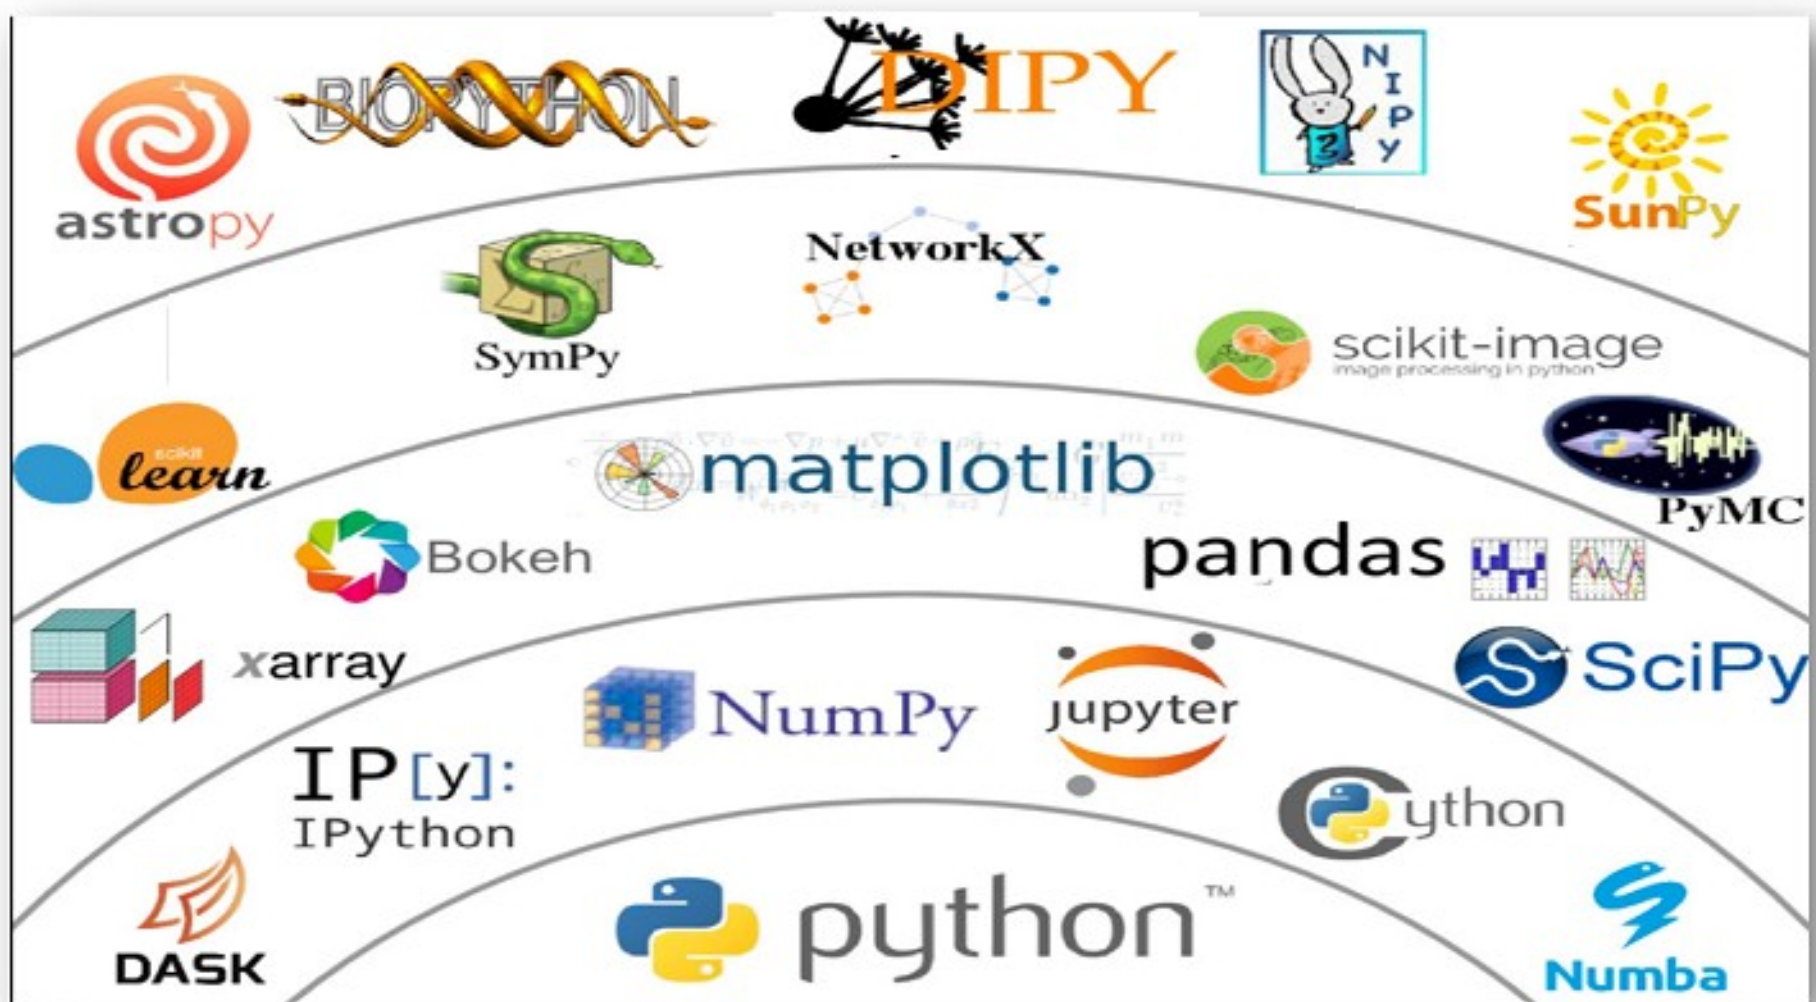 BIOPYTHON
DIPY
NIPY
astropy
SunPy
SymPy
NetworkX
scikit-image
image processing in python
scikit
learn
matplotlib
PyMC
Bokeh
pandas
xarray
NumPy
jupyter
SciPy
IP[y]:
IPython
Cython
DASK
python™
Numba